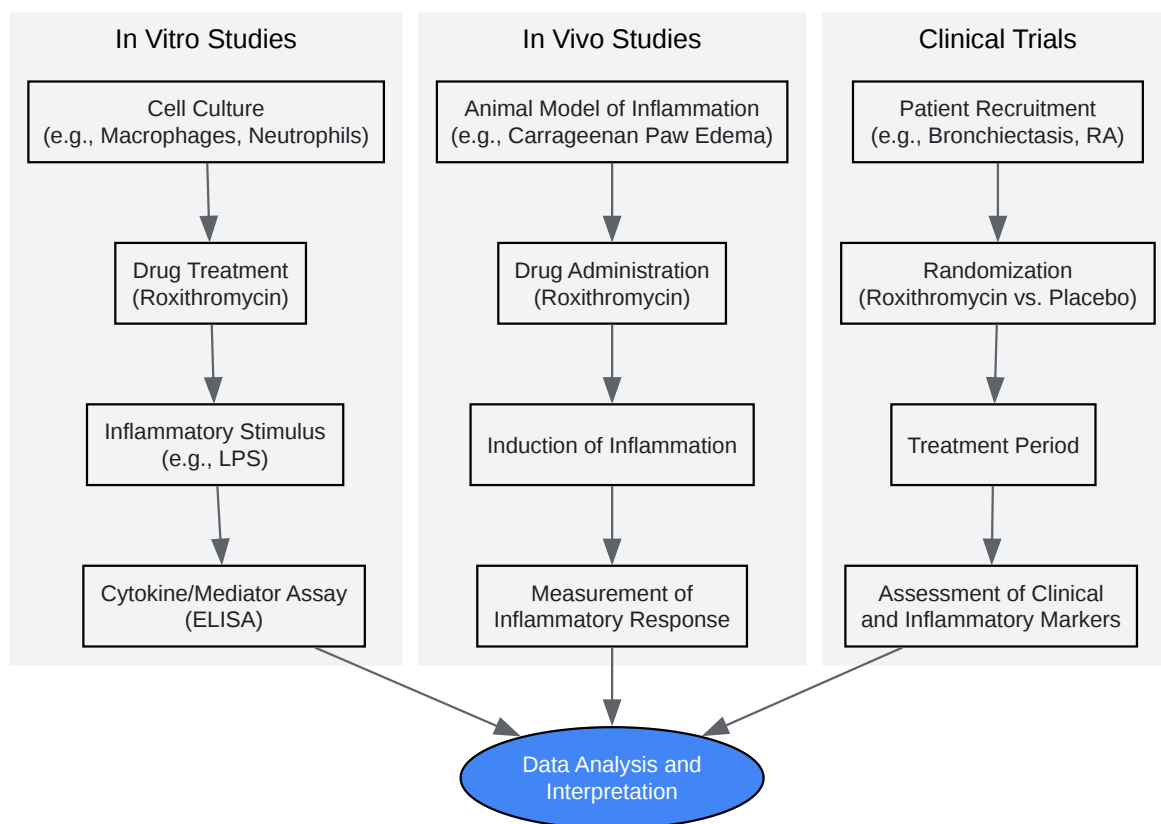 In Vitro Studies
Cell Culture
(e.g., Macrophages, Neutrophils)
Drug Treatment
(Roxithromycin)
Inflammatory Stimulus
(e.g., LPS)
Cytokine/Mediator Assay
(ELISA)
In Vivo Studies
Animal Model of Inflammation
(e.g., Carrageenan Paw Edema)
Drug Administration
(Roxithromycin)
Induction of Inflammation
Measurement of
Inflammatory Response
Clinical Trials
Patient Recruitment
(e.g., Bronchiectasis, RA)
Randomization
(Roxithromycin vs. Placebo)
Treatment Period
Assessment of Clinical
and Inflammatory Markers
Data Analysis and
Interpretation